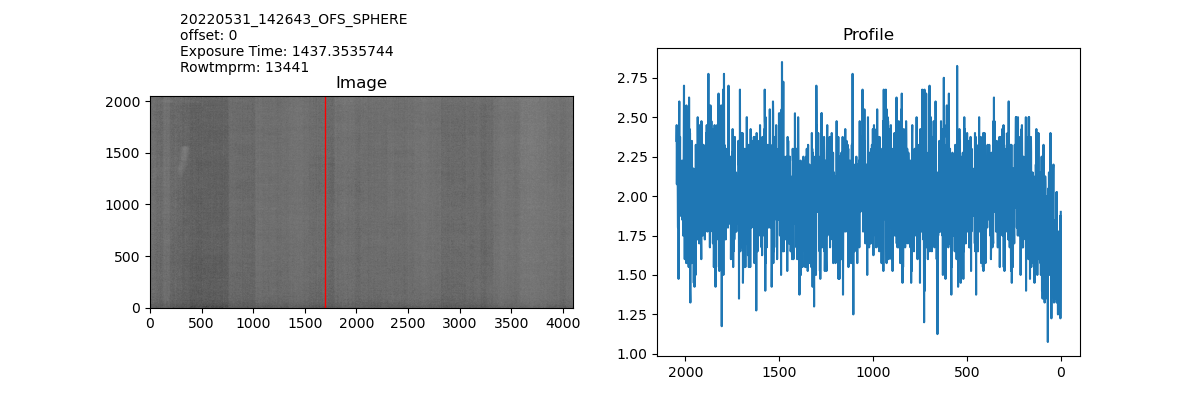 20220531_142643_OFS_SPHERE
offset: 0
Exposure Time: 1437.3535744
Rowtmprm: 13441
Image
2000
1500
1000
500
0
0 500 1000 1500 2000 2500 3000 3500 4000
Profile
2.75
2.50
2.25
2.00
1.75
1.50
1.25
1.00
2000 1500 1000 500 0